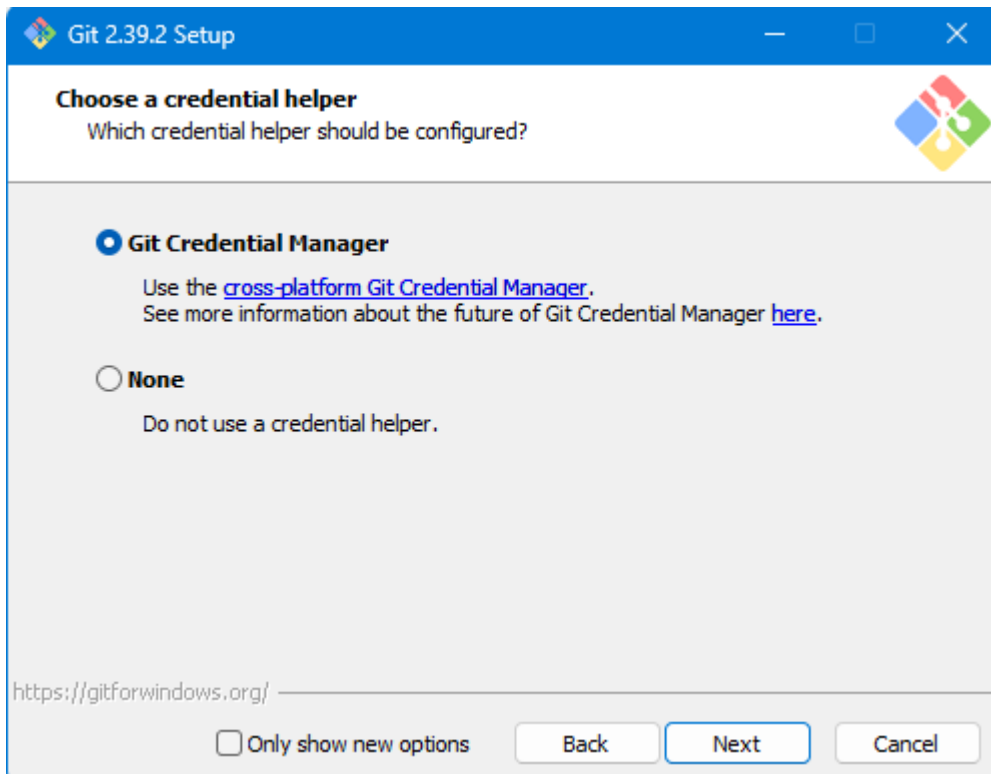 Git 2.39.2 Setup
Choose a credential helper
Which credential helper should be configured?
Git Credential Manager
Use the cross-platform Git Credential Manager.
See more information about the future of Git Credential Manager here.
None
Do not use a credential helper.
https://gitforwindows.org/
Only show new options Back Next Cancel